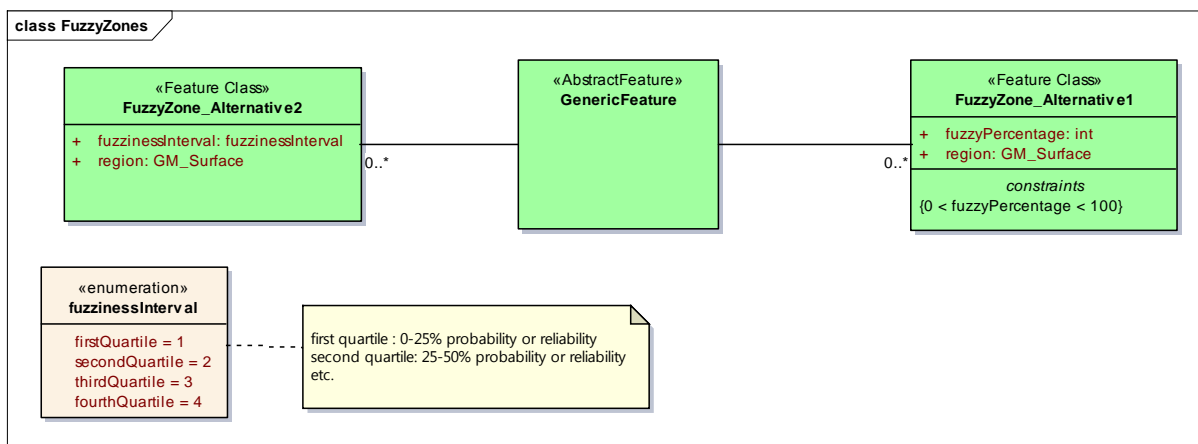 class FuzzyZones
«Feature Class»
FuzzyZone_Alternative2
+ fuzzinessInterval: fuzzinessInterval
+ region: GM_Surface
0..*
«AbstractFeature»
GenericFeature
0..*
«Feature Class»
FuzzyZone_Alternative1
+ fuzzyPercentage: int
+ region: GM_Surface
constraints
{0 < fuzzyPercentage < 100}
«enumeration»
fuzzinessInterval
firstQuartile = 1
secondQuartile = 2
thirdQuartile = 3
fourthQuartile = 4
first quartile : 0-25% probability or reliability
second quartile: 25-50% probability or reliability
etc.